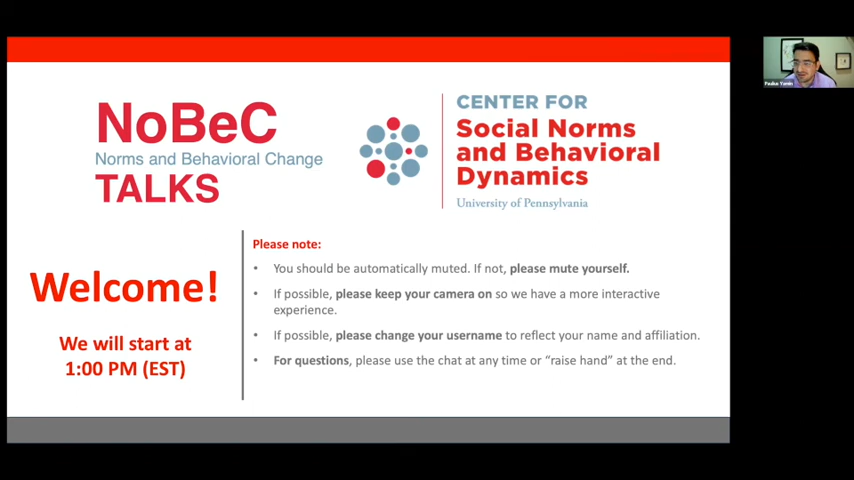 NoBeC
Norms and Behavioral Change
TALKS
CENTER FOR
Social Norms
and Behavioral
Dynamics
University of Pennsylvania
Welcome!
We will start at
1:00 PM (EST)
Please note:
• You should be automatically muted. If not, please mute yourself.
• If possible, please keep your camera on so we have a more interactive
experience.
• If possible, please change your username to reflect your name and affiliation.
• For questions, please use the chat at any time or “raise hand” at the end.